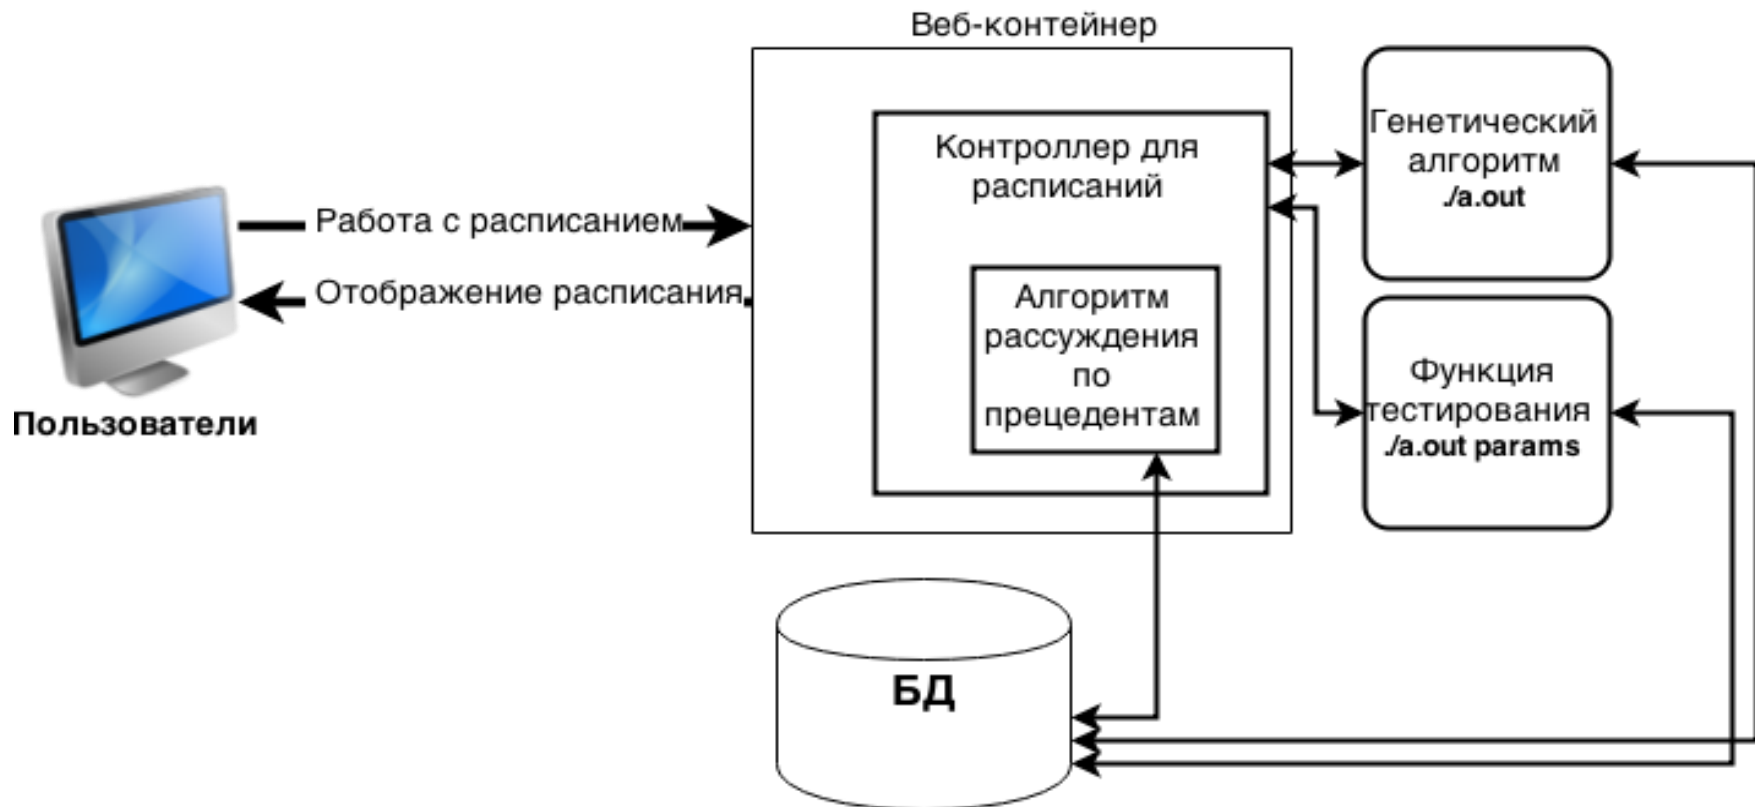 Веб-контейнер
Контроллер для
расписаний
Генетический
алгоритм
./a.out
Работа с расписанием
Отображение расписания
Алгоритм
рассуждения
по
прецедентам
Функция
тестирования
./a.out params
Пользователи
БД